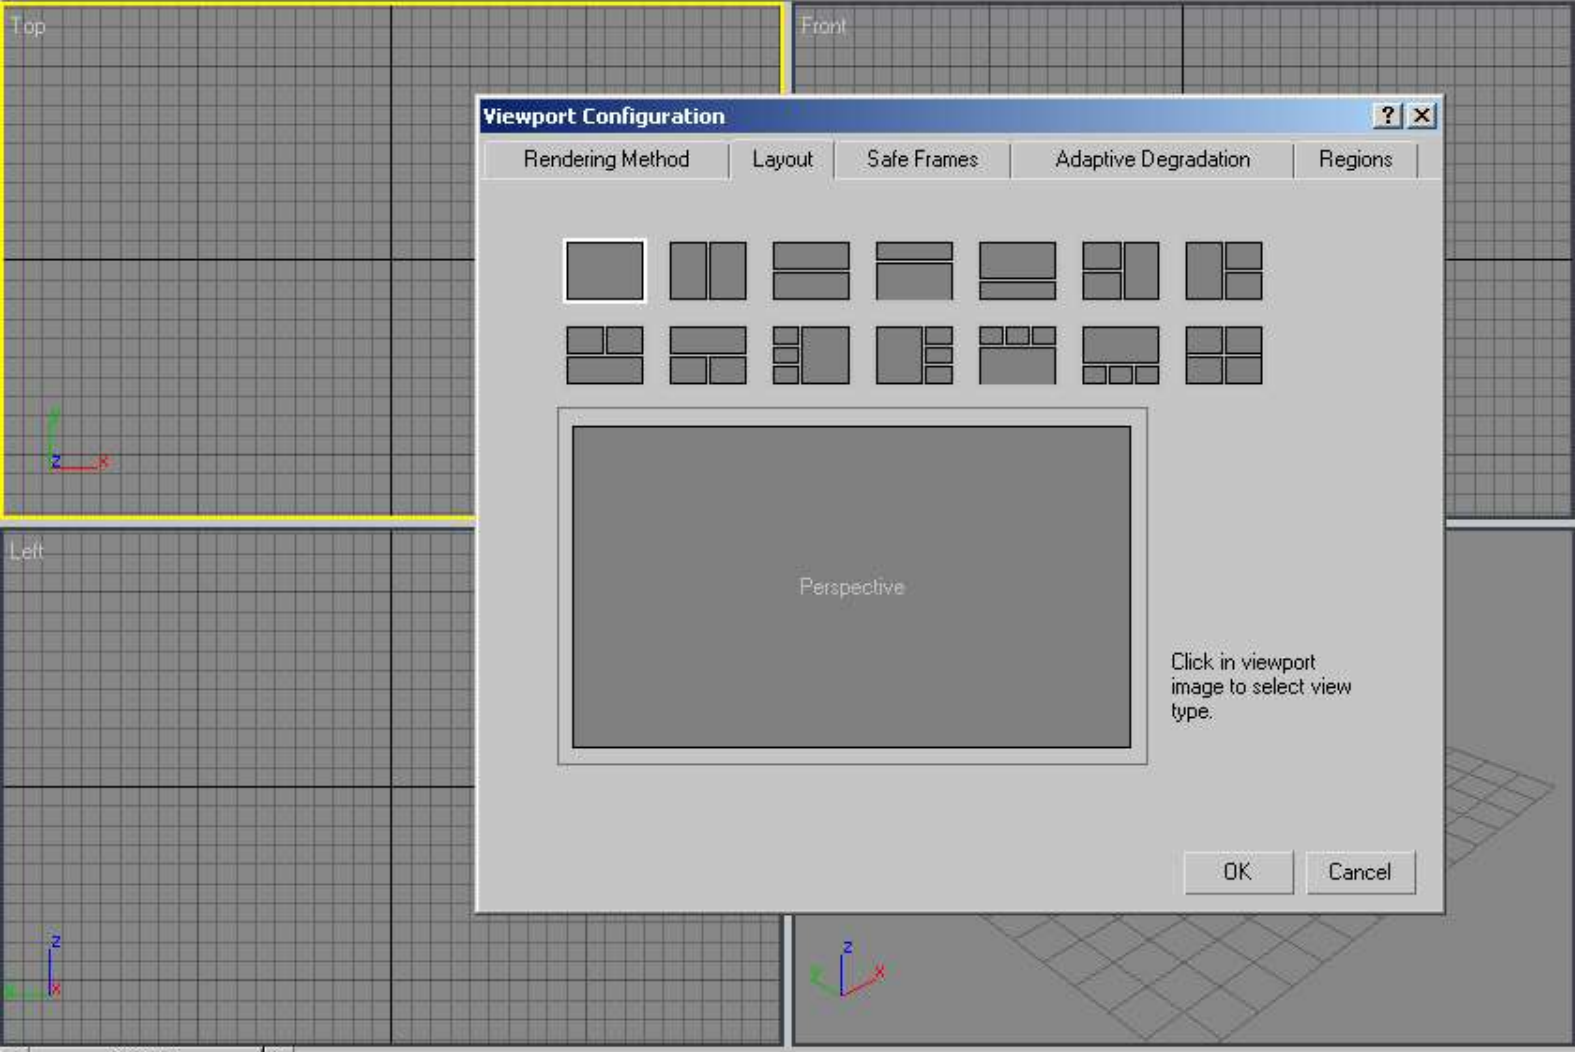 Top
Front
Viewport Configuration
? X
Rendering Method Layout Safe Frames Adaptive Degradation Regions
y
z x
Left
Perspective
Click in viewport
image to select view
type.
OK Cancel
z
x
z
y x